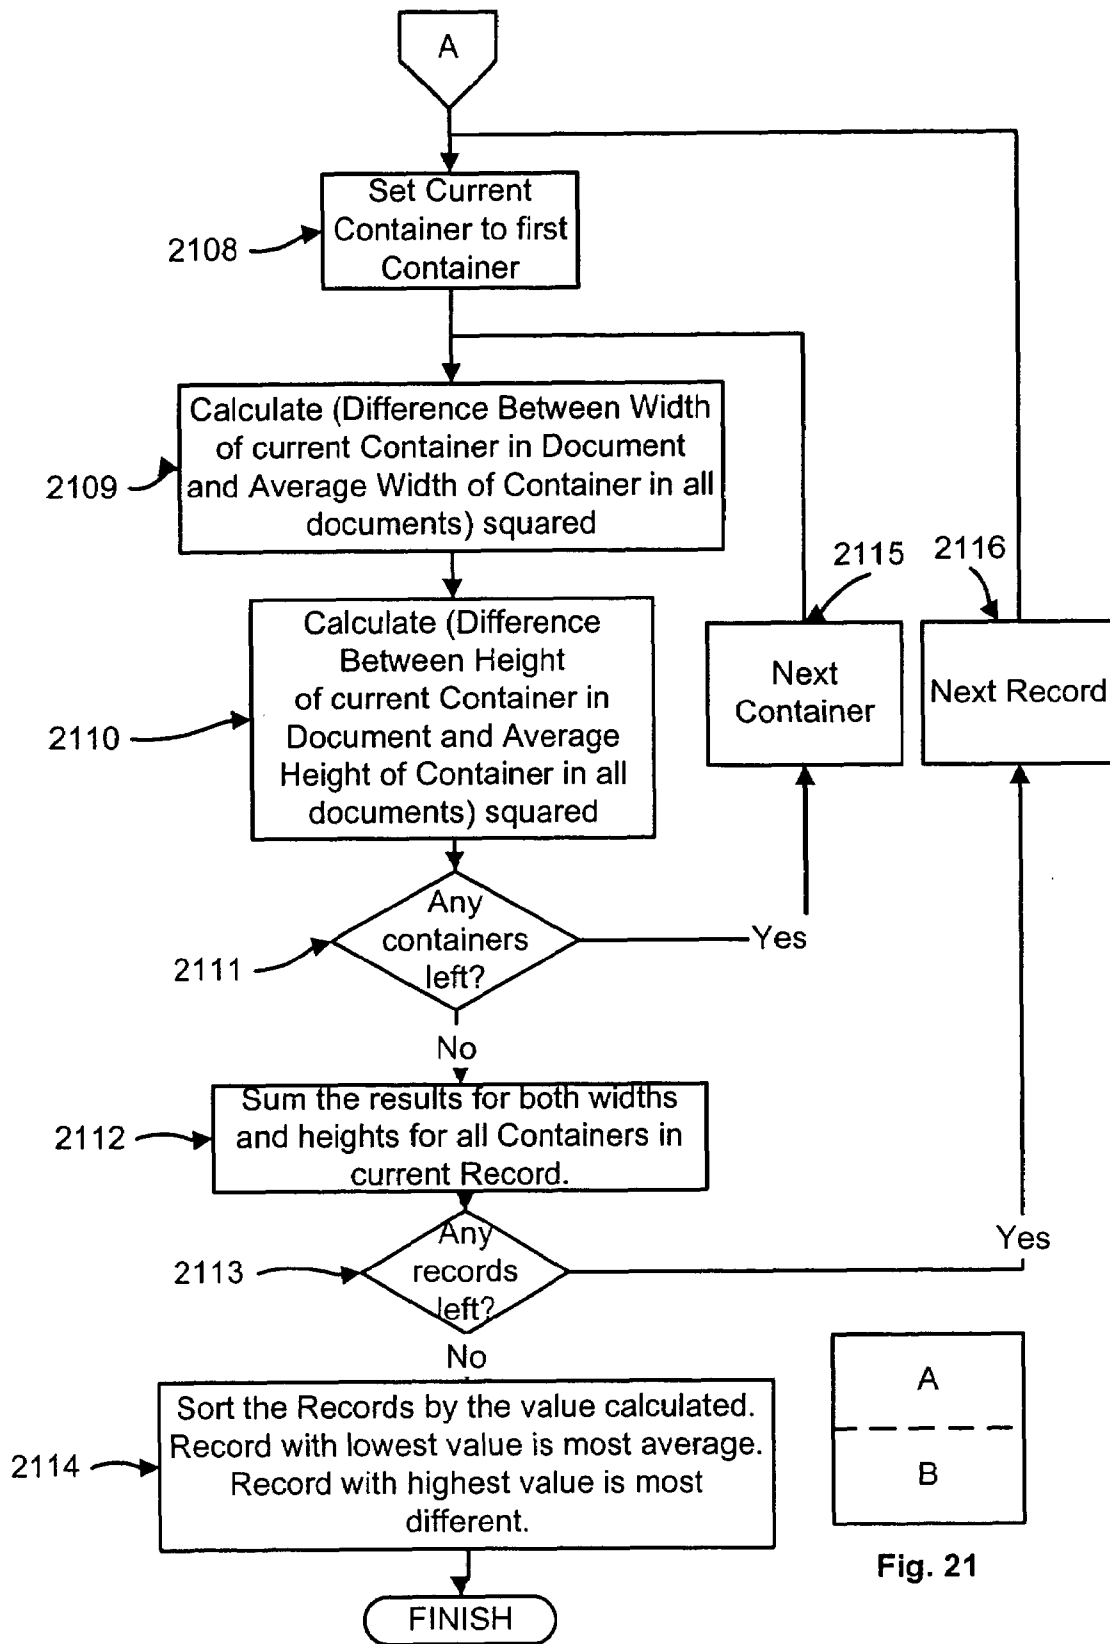 A
Set Current
Container to first
Container
2108
Calculate (Difference Between Width
of current Container in Document
and Average Width of Container in all
documents) squared
2109
2115
2116
Calculate (Difference
Between Height
of current Container in
Document and Average
Height of Container in all
documents) squared
2110
Next
Container
Next Record
Any
containers
left?
2111
Yes
No
Sum the results for both widths
and heights for all Containers in
current Record.
2112
Any
records
left?
2113
Yes
No
Sort the Records by the value calculated.
Record with lowest value is most average.
Record with highest value is most
different.
2114
A
B
Fig. 21
FINISH